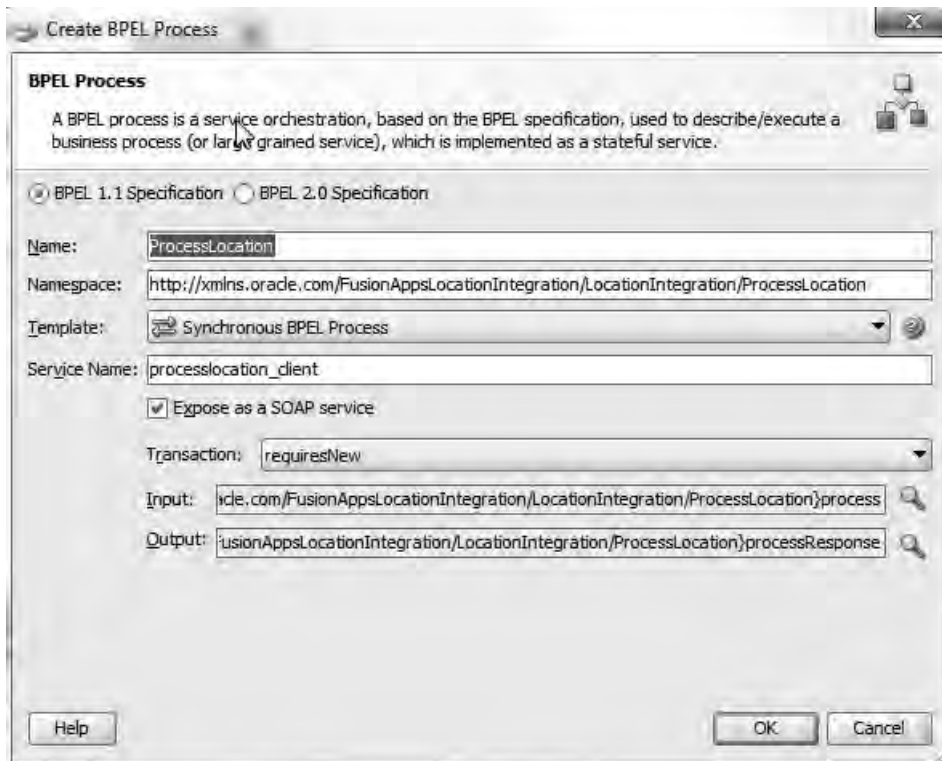 Create BPEL Process
BPEL Process
A BPEL process is a service orchestration, based on the BPEL specification, used to describe/execute a
business process (or large grained service), which is implemented as a stateful service.
BPEL 1.1 Specification BPEL 2.0 Specification
Name: ProcessLocation
Namespace: http://xmlns.oracle.com/FusionAppsLocationIntegration/LocationIntegration/ProcessLocation
Template: Synchronous BPEL Process
Service Name: processlocation_client
Expose as a SOAP service
Transaction: requiresNew
Input: acle.com/FusionAppsLocationIntegration/LocationIntegration/ProcessLocation}process
Output: usionAppsLocationIntegration/LocationIntegration/ProcessLocation}processResponse
Help OK Cancel